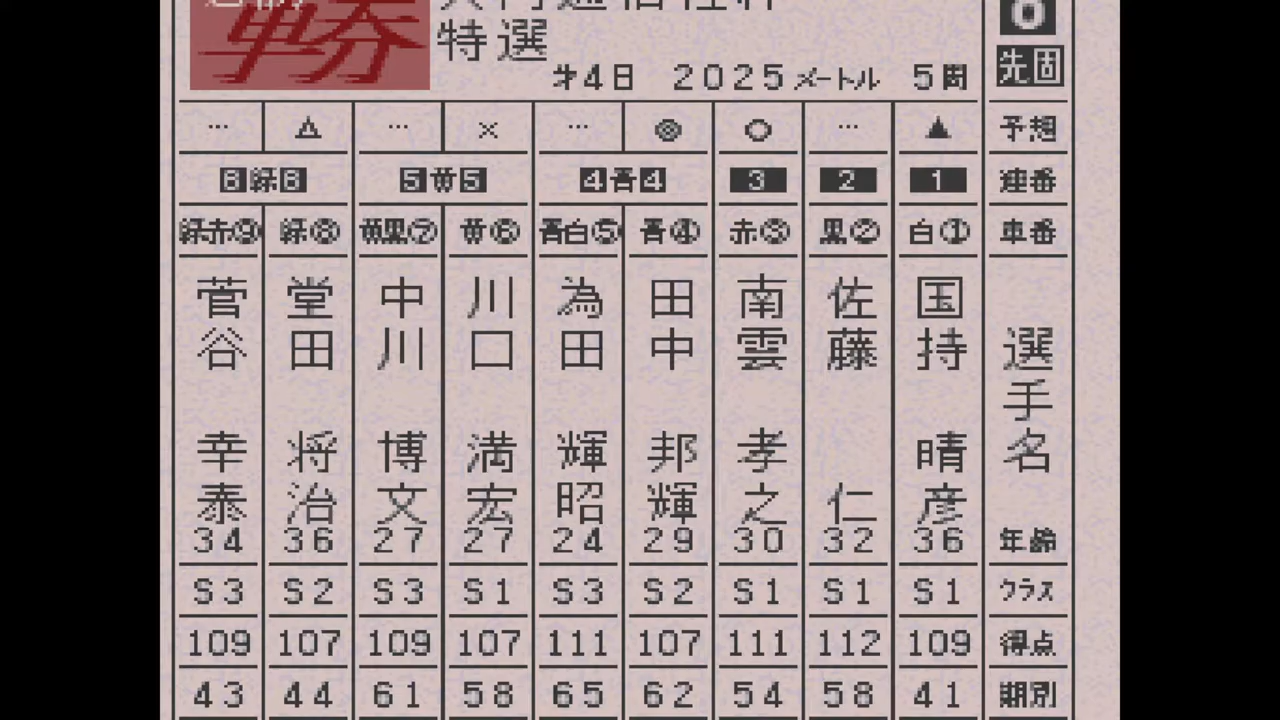 特選
才4日 2025メートル 5周
先固
… △ … × … ◎ ○ … ▲ 予想
6緑6 5黄5 4青4 3 2 1 連番
緑赤⑨ 緑⑧ 黄黒⑦ 黄⑥ 青白⑤ 青④ 赤③ 黒② 白① 車番
菅谷幸泰 堂田将治 中川博文 川口満宏 為田輝昭 田中邦輝 南雲孝之 佐藤仁 国持晴彦 選手名
34 36 27 27 24 29 30 32 36 年齢
S3 S2 S3 S1 S3 S2 S1 S1 S1 クラス
109 107 109 107 111 107 111 112 109 得点
43 44 61 58 65 62 54 58 41 期別